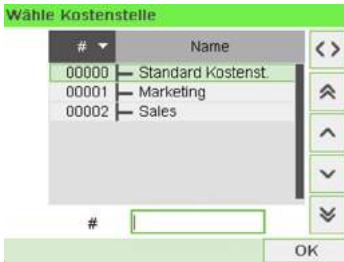 Wähle Kostenstelle
# Name
00000 Standard Kostenst.
00001 Marketing
00002 Sales
#
OK